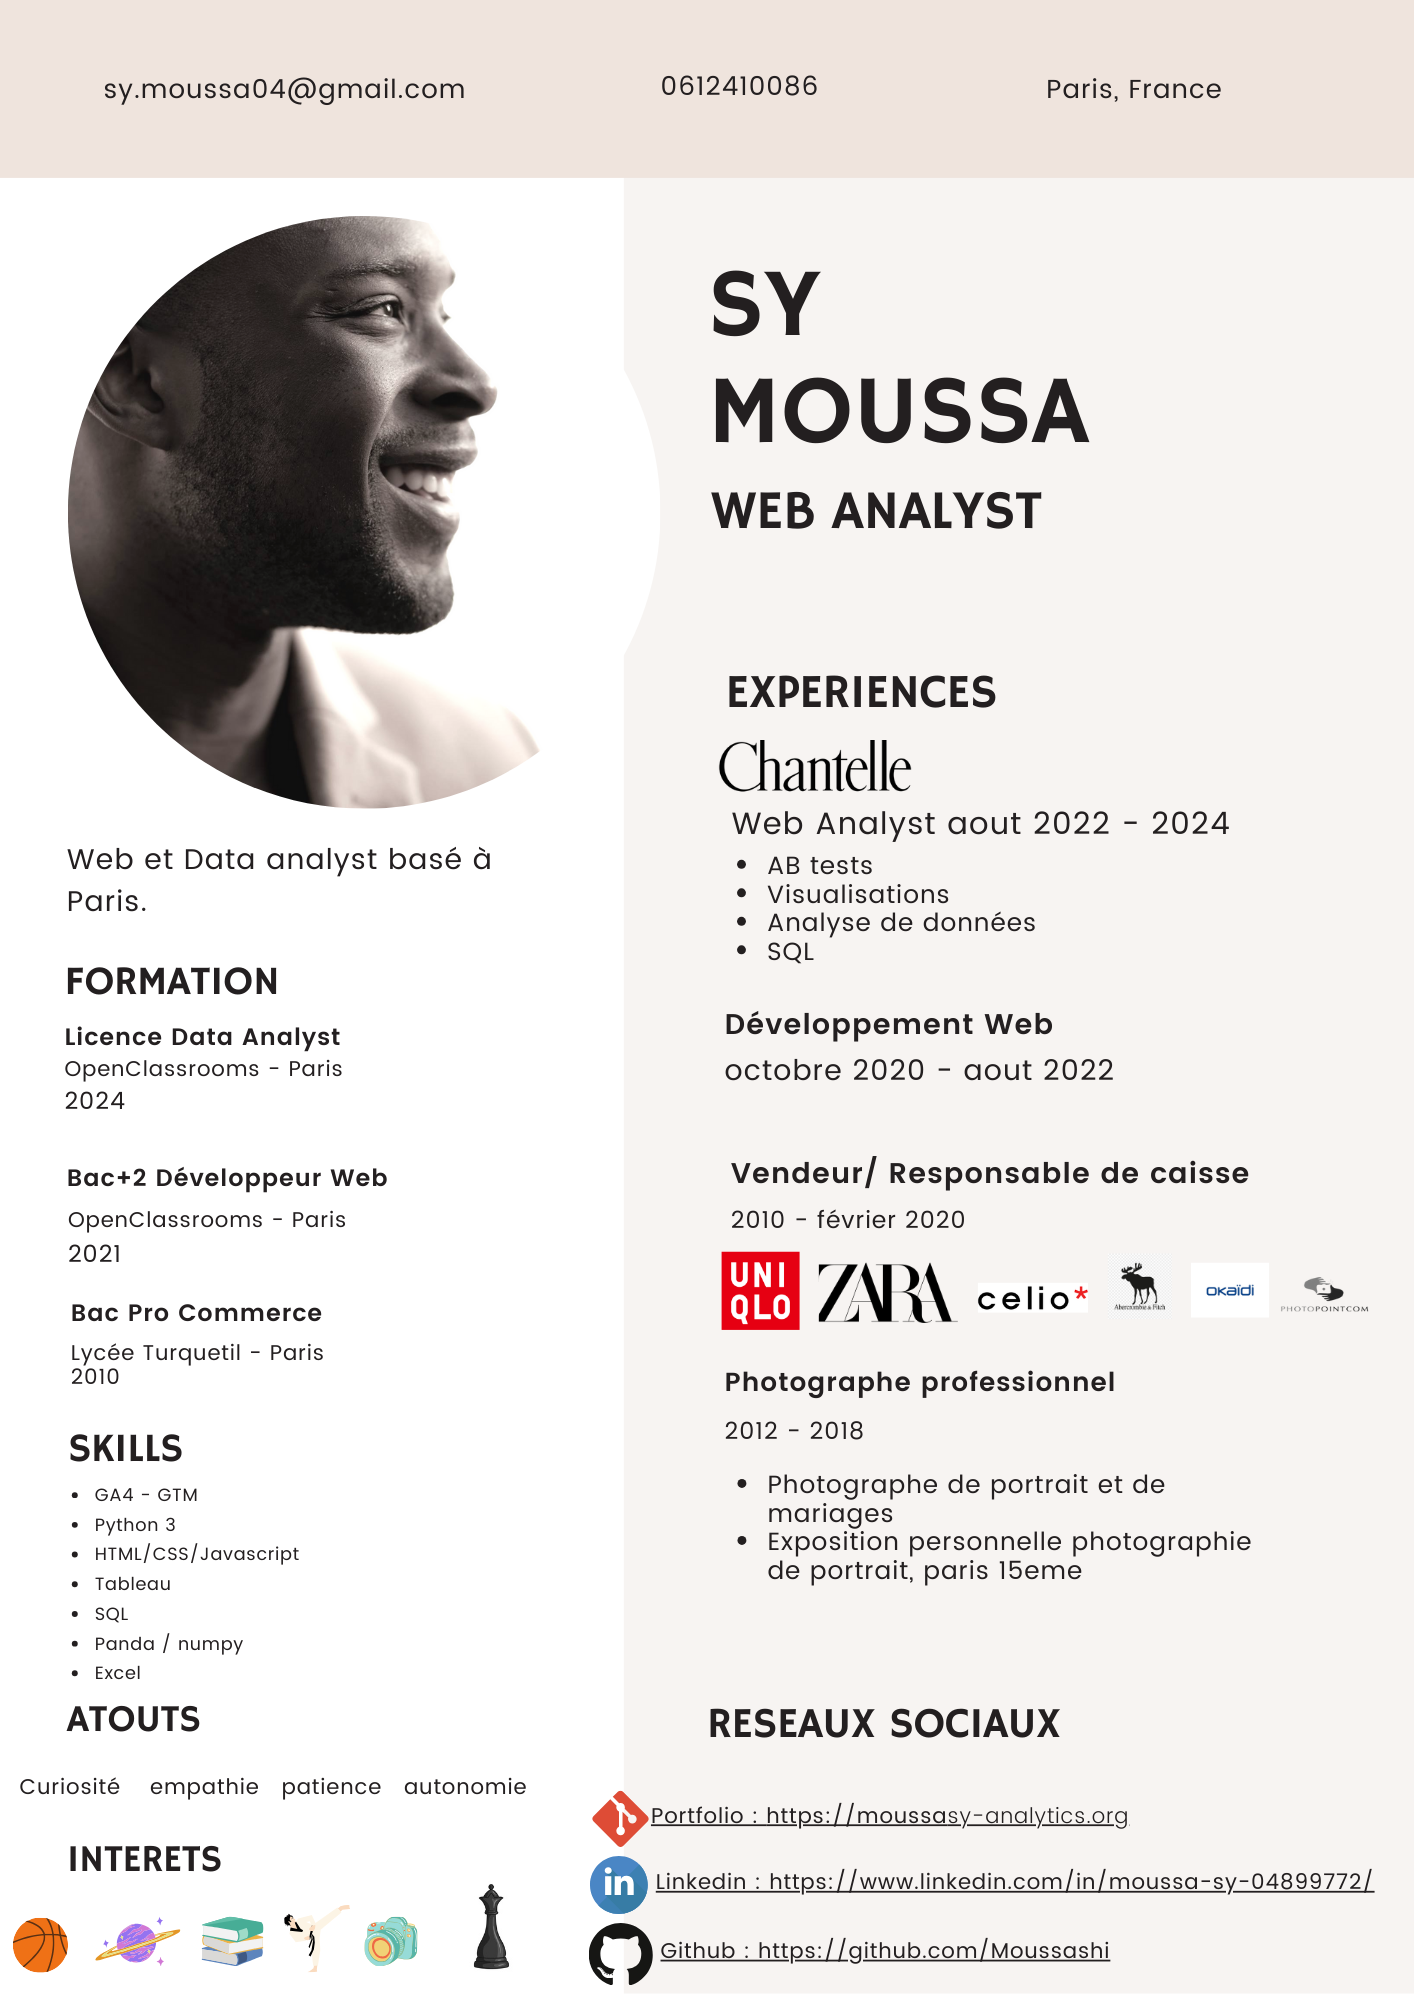 sy.moussa04@gmail.com
0612410086
Paris, France
SY
MOUSSA
WEB ANALYST
Web et Data analyst basé à
Paris.
FORMATION
Licence Data Analyst
OpenClassrooms - Paris
2024
Bac+2 Développeur Web
OpenClassrooms - Paris
2021
Bac Pro Commerce
Lycée Turquetil - Paris
2010
SKILLS
GA4 - GTM
Python 3
HTML/CSS/Javascript
Tableau
SQL
Panda / numpy
Excel
ATOUTS
Curiosité empathie patience autonomie
INTERETS
EXPERIENCES
Chantelle
Web Analyst aout 2022 - 2024
AB tests
Visualisations
Analyse de données
SQL
Développement Web
octobre 2020 - aout 2022
Vendeur/ Responsable de caisse
2010 - février 2020
UNI
QLO
ZARA
celio*
Abercrombie & Fitch
OKAÏDI
PHOTOPOINTCOM
Photographe professionnel
2012 - 2018
Photographe de portrait et de
mariages
Exposition personnelle photographie
de portrait, paris 15eme
RESEAUX SOCIAUX
Portfolio : https://moussasy-analytics.org
in
Linkedin : https://www.linkedin.com/in/moussa-sy-04899772/
Github : https://github.com/Moussashi